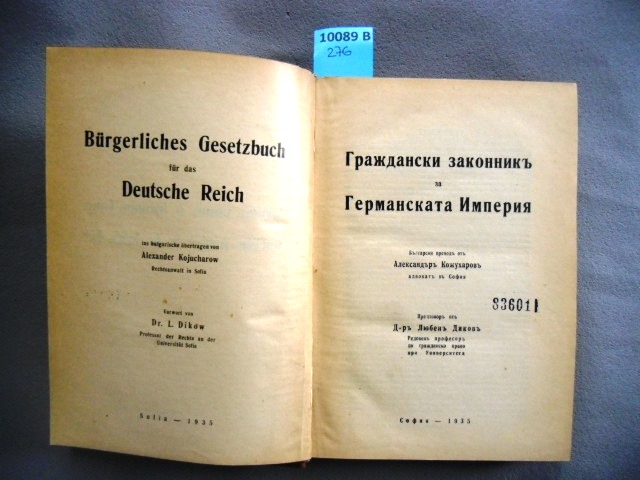 10089 B
276
Bürgerliches Gesetzbuch
für das
Deutsche Reich
ins bulgarische übertragen von
Alexander Kojucharow
Rechtsanwalt in Sofia
Vorwort von
Dr. L. Dikow
Professor der Rechte an der
Universität Sofia
Sofia — 1935
Граждански законникъ
за
Германската Империя
Български преводъ отъ
Александъръ Кожухаровъ
адвокатъ въ София
83601
Предговоръ отъ
Д-ръ Любенъ Диковъ
Редовенъ професоръ
по гражданско право
при Университета
София — 1935